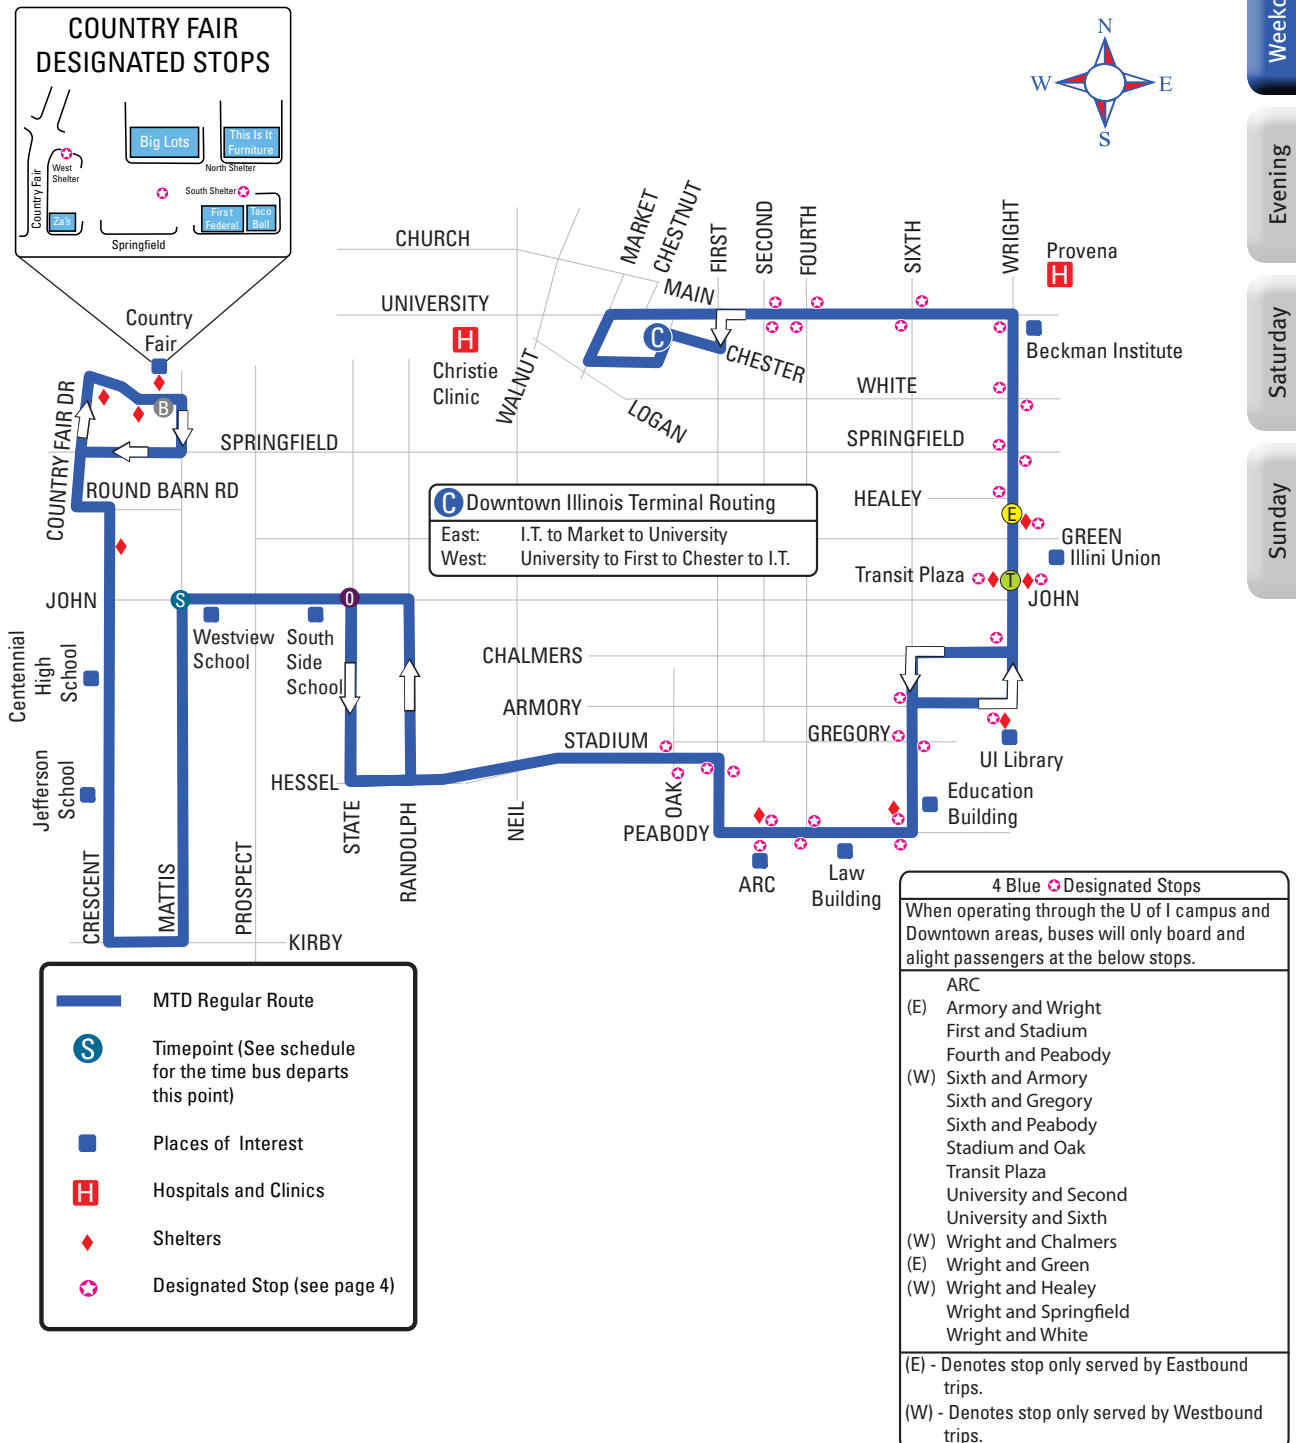 COUNTRY FAIR
DESIGNATED STOPS
Big Lots
This Is It
Furniture
West
Shelter
North Shelter
South Shelter
Country Fair
Za's
First
Federal
Taco
Bell
Springfield
N
W
E
S
Evening
Saturday
Sunday
CHURCH
UNIVERSITY
MARKET
CHESTNUT
MAIN
FIRST
SECOND
FOURTH
SIXTH
WRIGHT
Provena
H
Country
Fair
H
Christie
Clinic
WALNUT
C
CHESTER
LOGAN
Beckman Institute
WHITE
COUNTRY FAIR DR
B
SPRINGFIELD
SPRINGFIELD
ROUND BARN RD
HEALEY
E
C Downtown Illinois Terminal Routing
East: I.T. to Market to University
West: University to First to Chester to I.T.
GREEN
Illini Union
Transit Plaza
T
JOHN
JOHN
S
O
Westview
School
South
Side
School
Centennial
High
School
CHALMERS
ARMORY
STADIUM
GREGORY
UI Library
HESSEL
Jefferson
School
OAK
Education
Building
PEABODY
STATE
RANDOLPH
NEIL
CRESCENT
MATTIS
PROSPECT
ARC
Law
Building
KIRBY
MTD Regular Route
S Timepoint (See schedule
for the time bus departs
this point)
Places of Interest
H Hospitals and Clinics
Shelters
Designated Stop (see page 4)
4 Blue Designated Stops
When operating through the U of I campus and
Downtown areas, buses will only board and
alight passengers at the below stops.
ARC
(E) Armory and Wright
First and Stadium
Fourth and Peabody
(W) Sixth and Armory
Sixth and Gregory
Sixth and Peabody
Stadium and Oak
Transit Plaza
University and Second
University and Sixth
(W) Wright and Chalmers
(E) Wright and Green
(W) Wright and Healey
Wright and Springfield
Wright and White
(E) - Denotes stop only served by Eastbound
trips.
(W) - Denotes stop only served by Westbound
trips.